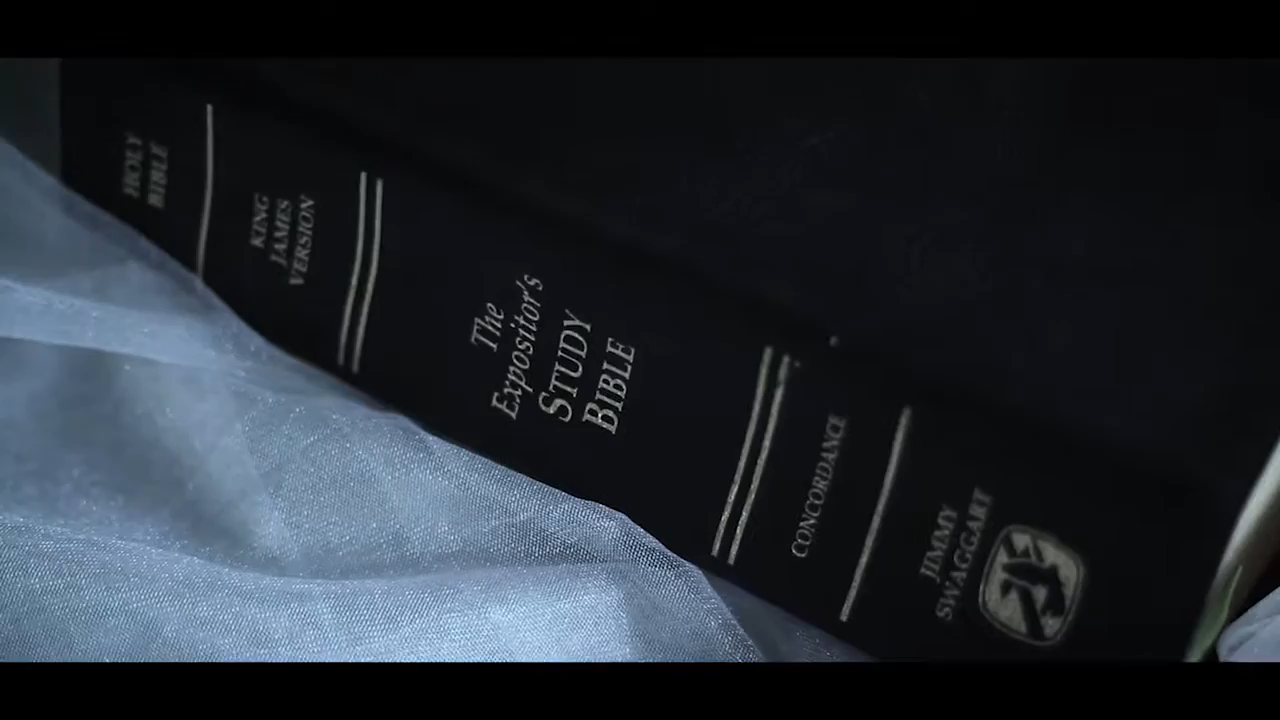 HOLY
BIBLE
KING
JAMES
VERSION
The
Expositor's
STUDY
BIBLE
CONCORDANCE
JIMMY
SWAGGART